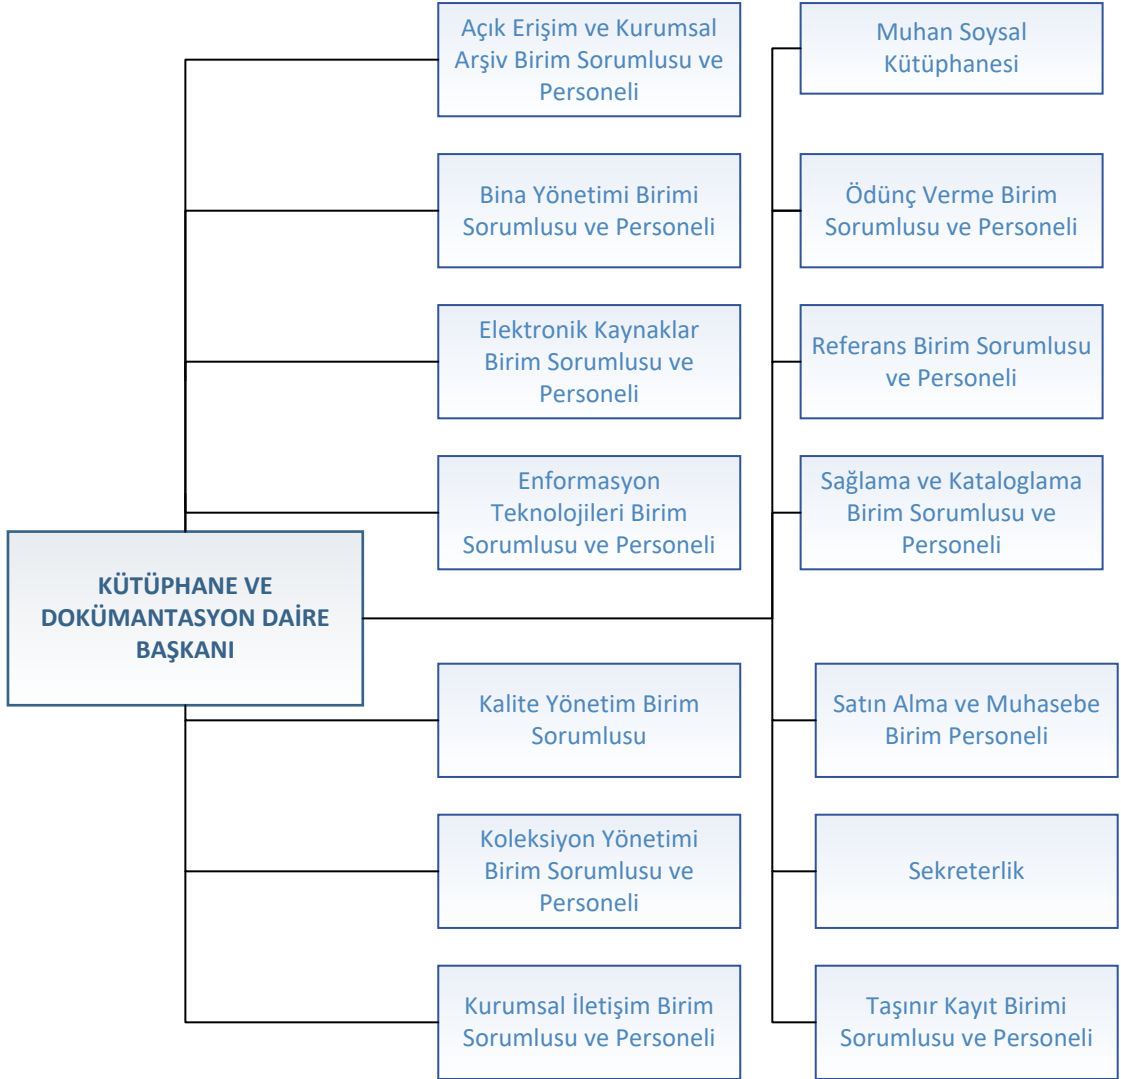 Açık Erişim ve Kurumsal
Arşiv Birim Sorumlusu ve
Personeli
Bina Yönetimi Birimi
Sorumlusu ve Personeli
Elektronik Kaynaklar
Birim Sorumlusu ve
Personeli
Enformasyon
Teknolojileri Birim
Sorumlusu ve Personeli
KÜTÜPHANE VE
DOKÜMANTASYON DAİRE
BAŞKANI
Kalite Yönetim Birim
Sorumlusu
Koleksiyon Yönetimi
Birim Sorumlusu ve
Personeli
Kurumsal İletişim Birim
Sorumlusu ve Personeli
Muhan Soysal
Kütüphanesi
Ödünç Verme Birim
Sorumlusu ve Personeli
Referans Birim Sorumlusu
ve Personeli
Sağlama ve Kataloglama
Birim Sorumlusu ve
Personeli
Satın Alma ve Muhasebe
Birim Personeli
Sekreterlik
Taşınır Kayıt Birimi
Sorumlusu ve Personeli